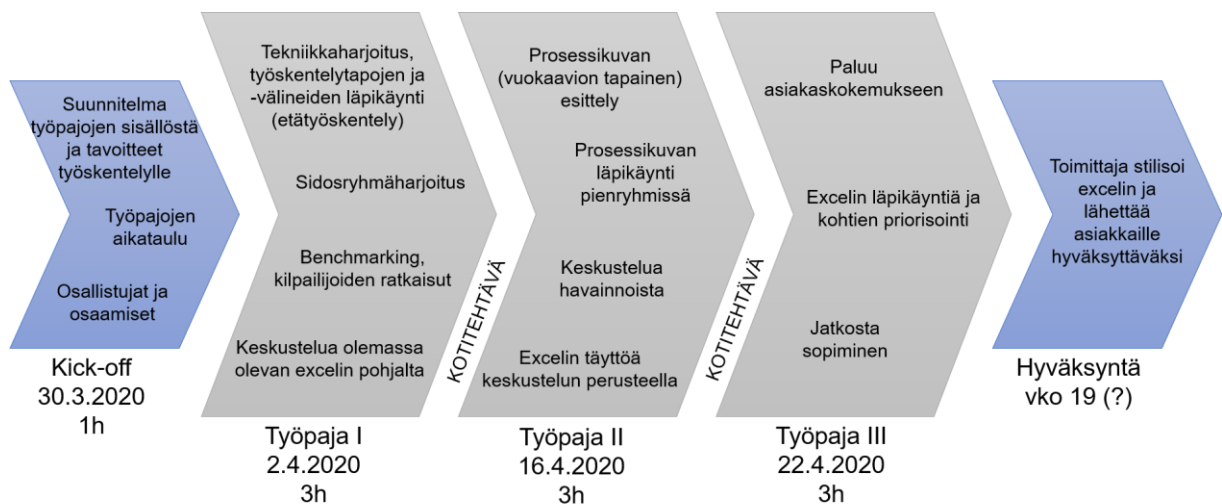 Suunnitelma
työpajojen sisällöstä
ja tavoitteet
työskentelylle
Työpajojen
aikataulu
Osallistujat ja
osaamiset
Kick-off
30.3.2020
1h
Tekniikkaharjoitus,
työskentelytapojen ja
-välineiden läpikäynti
(etätyöskentely)
Sidosryhmäharjoitus
Benchmarking,
kilpailijoiden ratkaisut
Keskustelua olemassa
olevan excelin pohjalta
Työpaja I
2.4.2020
3h
KOTITEHTÄVÄ
Prosessikuvan
(vuokaavion tapainen)
esittely
Prosessikuvan
läpikäynti
pienryhmissä
Keskustelua
havainnoista
Excelin täyttöä
keskustelun perusteella
Työpaja II
16.4.2020
3h
KOTITEHTÄVÄ
Paluu
asiakaskokemukseen
Excelin läpikäyntiä ja
kohtien priorisointi
Jatkosta
sopiminen
Työpaja III
22.4.2020
3h
Toimittaja stilisoi
excelin ja
lähettää
asiakkaille
hyväksyttäväksi
Hyväksyntä
vko 19 (?)